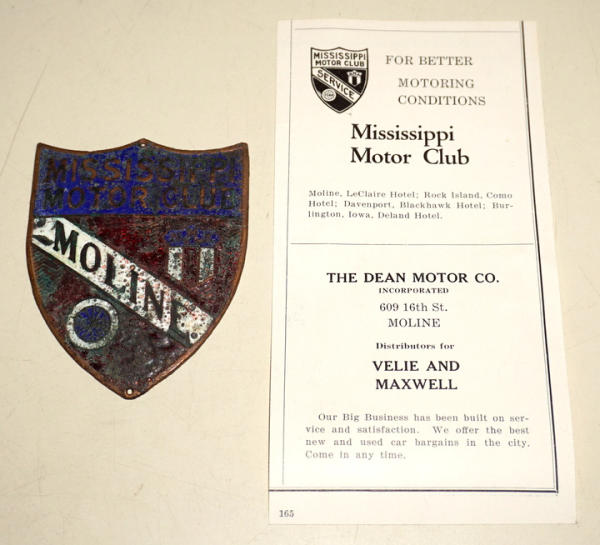 MISSISSIPPI
MOTOR CLUB
MOLINE
MISSISSIPPI
MOTOR CLUB
SERVICE
FOR BETTER
MOTORING
CONDITIONS
Mississippi
Motor Club
Moline, LeClaire Hotel; Rock Island, Como
Hotel; Davenport, Blackhawk Hotel; Bur-
lington, Iowa, Deland Hotel.
THE DEAN MOTOR CO.
INCORPORATED
609 16th St.
MOLINE
Distributors for
VELIE AND
MAXWELL
Our Big Business has been built on ser-
vice and satisfaction. We offer the best
new and used car bargains in the city.
Come in any time.
165